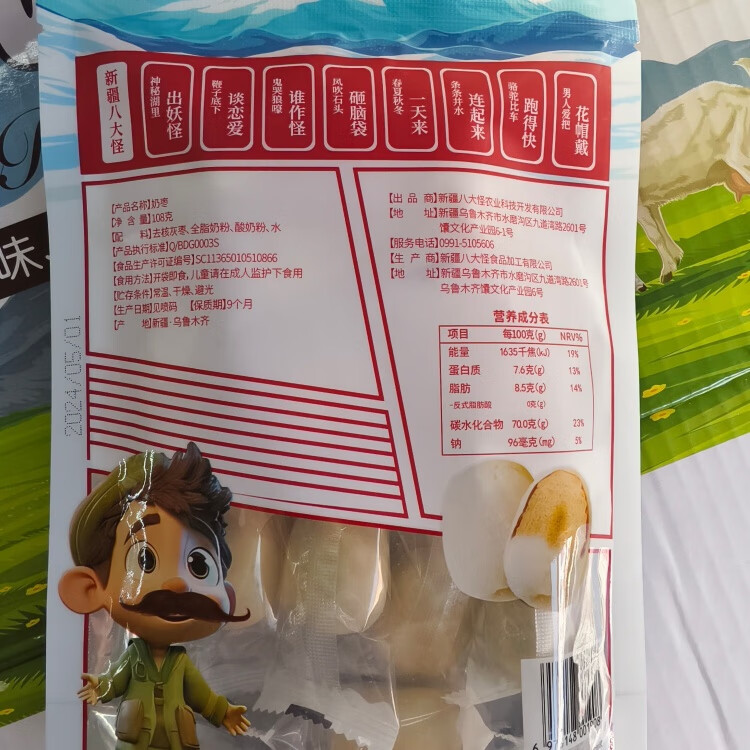 新疆八大怪
神秘湖里
出妖怪
鞭子底下
谈恋爱
鬼哭狼嚎
谁作怪
风吹石头
砸脑袋
春夏秋冬
一天来
条条井水
连起来
骆驼比车
跑得快
男人爱把
花帽戴
【产品名称】奶枣
【净 含 量】108克
【配 料】去核灰枣、全脂奶粉、酸奶粉、水
【产品执行标准】Q/BDG0003S
【食品生产许可证编号】SC11365010510866
【食用方法】开袋即食,儿童请在成人监护下食用
【贮存条件】常温、干燥、避光
【生产日期】见喷码 【保质期】9个月
【产 地】新疆·乌鲁木齐
2024/05/01
【出 品 商】新疆八大怪农业科技开发有限公司
【地 址】新疆乌鲁木齐市水磨沟区九道湾路2601号
馕文化产业园6-1号
【服务电话】0991-5105606
【生 产 商】新疆八大怪食品加工有限公司
【地 址】新疆乌鲁木齐市水磨沟区九道湾路2601号
乌鲁木齐馕文化产业园6号
营养成分表
项目 每100克(g) NRV%
能量 1635千焦(kJ) 19%
蛋白质 7.6克(g) 13%
脂肪 8.5克(g) 14%
-反式脂肪酸 0克(g)
碳水化合物 70.0克(g) 23%
钠 96毫克(mg) 5%
味